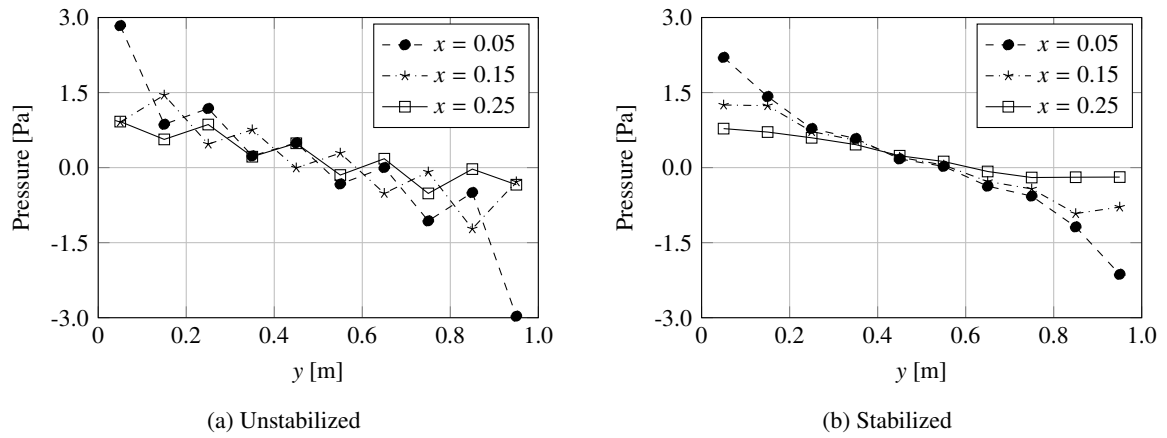 3.0
1.5
0.0
-1.5
-3.0
Pressure [Pa]
x = 0.05
x = 0.15
x = 0.25
0 0.2 0.4 0.6 0.8 1.0
y [m]
(a) Unstabilized
3.0
1.5
0.0
-1.5
-3.0
Pressure [Pa]
x = 0.05
x = 0.15
x = 0.25
0 0.2 0.4 0.6 0.8 1.0
y [m]
(b) Stabilized